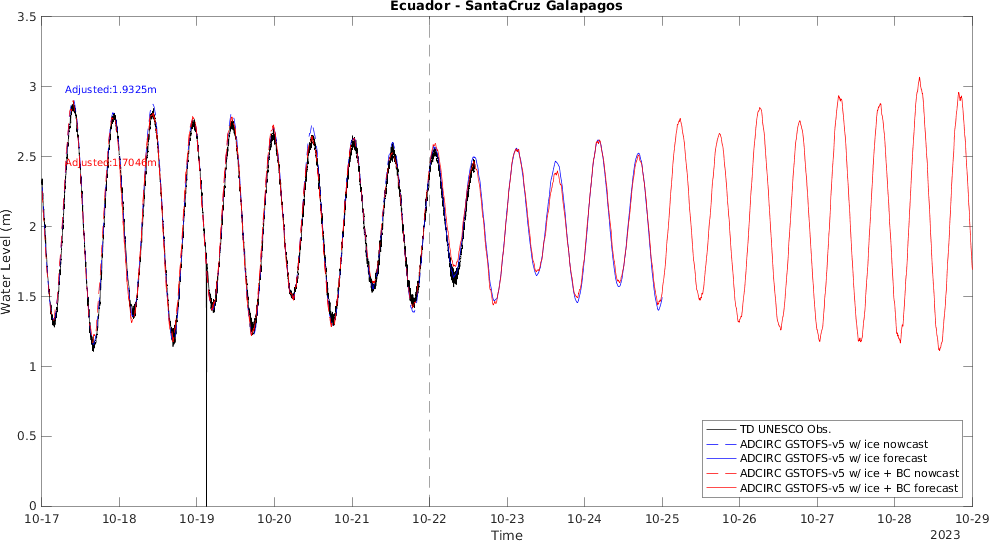 Ecuador - SantaCruz Galapagos
3.5
3
2.5
2
1.5
1
0.5
0
Water Level (m)
Adjusted:1.9325m
Adjusted:1.7046m
TD UNESCO Obs.
ADCIRC GSTOFS-v5 w/ ice nowcast
ADCIRC GSTOFS-v5 w/ ice forecast
ADCIRC GSTOFS-v5 w/ ice + BC nowcast
ADCIRC GSTOFS-v5 w/ ice + BC forecast
10-17 10-18 10-19 10-20 10-21 10-22 10-23 10-24 10-25 10-26 10-27 10-28 10-29
Time
2023